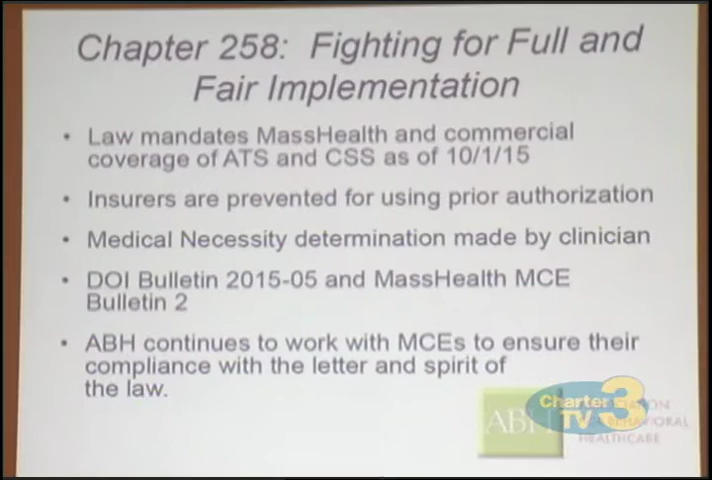 Chapter 258: Fighting for Full and
Fair Implementation
• Law mandates MassHealth and commercial
coverage of ATS and CSS as of 10/1/15
• Insurers are prevented for using prior authorization
• Medical Necessity determination made by clinician
• DOI Bulletin 2015-05 and MassHealth MCE
Bulletin 2
• ABH continues to work with MCEs to ensure their
compliance with the letter and spirit of
the law.
Charter
TV3
HEALTHCARE